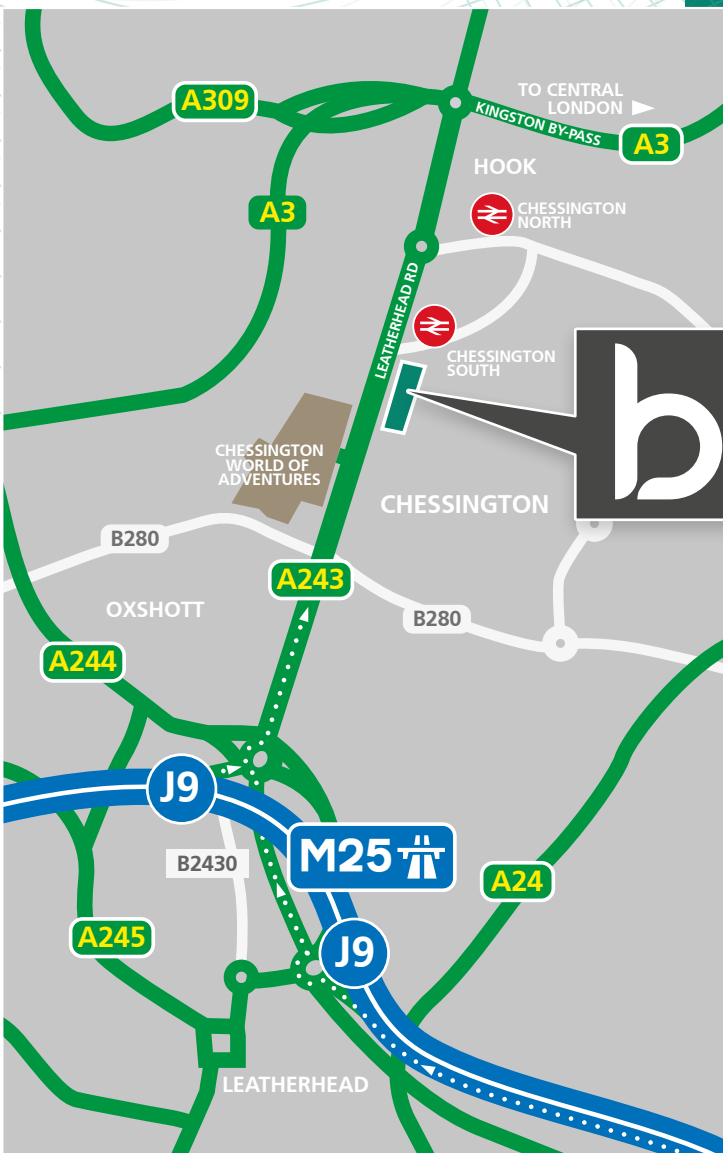 A309
TO CENTRAL
LONDON
KINGSTON BY-PASS
A3
HOOK
A3
CHESSINGTON
NORTH
LEATHERHEAD RD
CHESSINGTON
SOUTH
b
CHESSINGTON
WORLD OF
ADVENTURES
CHESSINGTON
B280
A243
OXSHOTT
B280
A244
J9
M25
B2430
A24
A245
J9
LEATHERHEAD